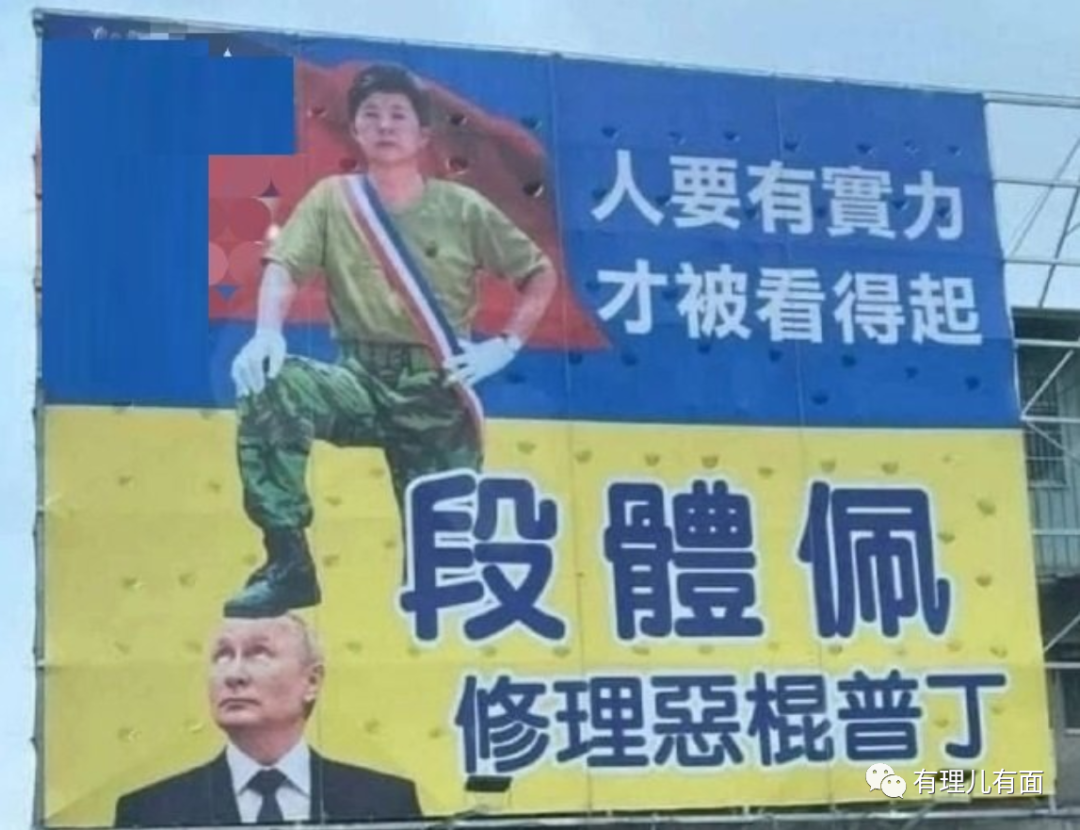 人要有實力
才被看得起
段體佩
修理惡棍普丁
有理儿有面